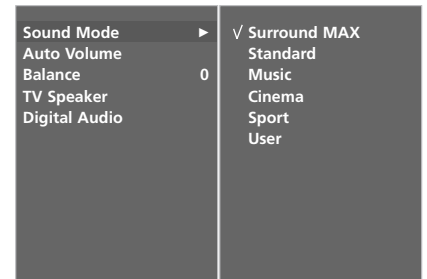 Sound Mode ►
Auto Volume
Balance 0
TV Speaker
Digital Audio
√ Surround MAX
Standard
Music
Cinema
Sport
User